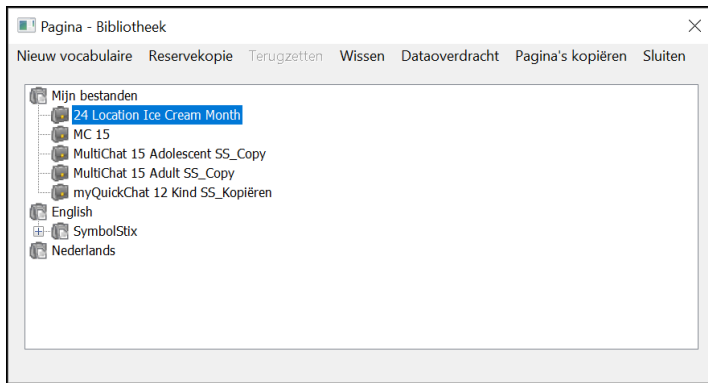 Pagina - Bibliotheek
Nieuw vocabulaire Reservekopie Terugzetten Wissen Dataoverdracht Pagina's kopiëren Sluiten
Mijn bestanden
24 Location Ice Cream Month
MC 15
MultiChat 15 Adolescent SS_Copy
MultiChat 15 Adult SS_Copy
myQuickChat 12 Kind SS_Kopiëren
English
SymbolStix
Nederlands